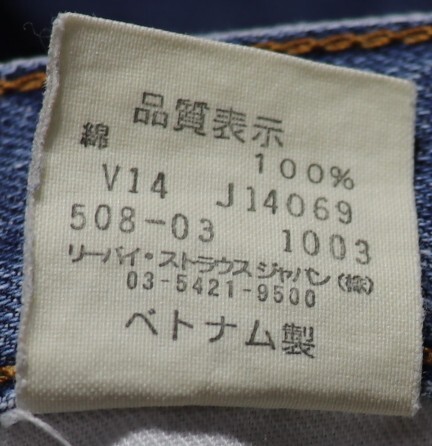 品質表示
綿 100%
V14 J14069
508-03 1003
リーバイ・ストラウスジャパン(株)
03-5421-9500
ベトナム製